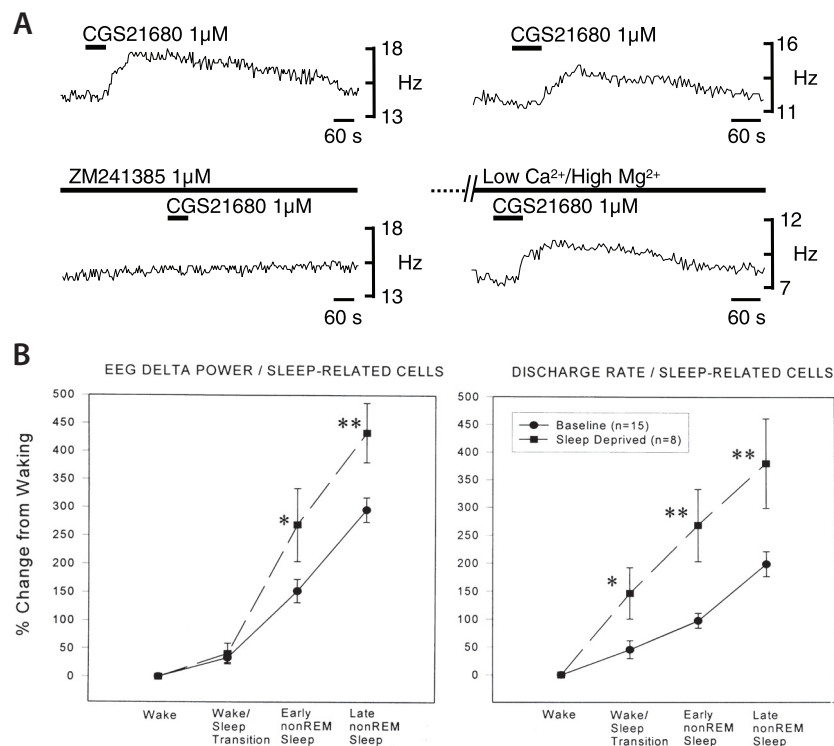 A
CGS21680 1µM
18
Hz
13
60 s
CGS21680 1µM
16
Hz
11
60 s
ZM241385 1µM
CGS21680 1µM
18
Hz
13
60 s
Low Ca²⁺/High Mg²⁺
CGS21680 1µM
12
Hz
7
60 s
B
EEG DELTA POWER / SLEEP-RELATED CELLS
% Change from Waking
500
450
400
350
300
250
200
150
100
50
0
**
*
Wake
Wake/
Sleep
Transition
Early
nonREM
Sleep
Late
nonREM
Sleep
DISCHARGE RATE / SLEEP-RELATED CELLS
500
450
400
350
300
250
200
150
100
50
0
Baseline (n=15)
Sleep Deprived (n=8)
**
**
*
Wake
Wake/
Sleep
Transition
Early
nonREM
Sleep
Late
nonREM
Sleep